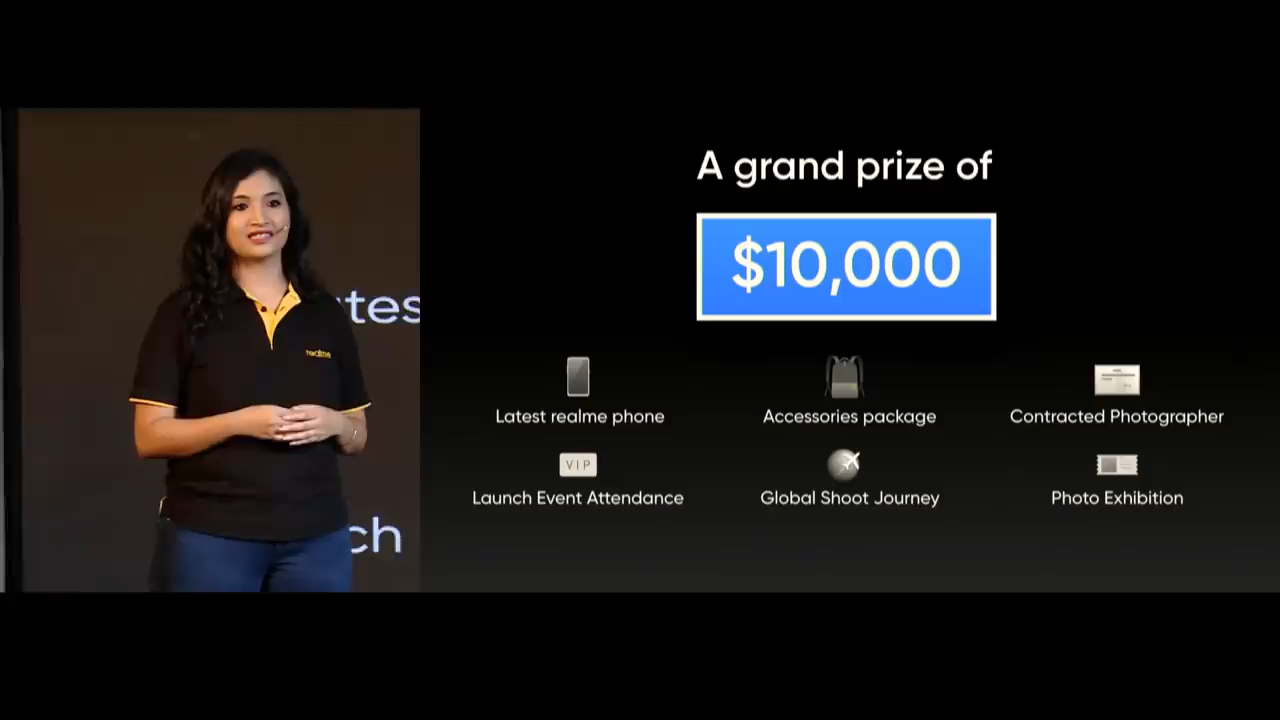 A grand prize of
$10,000
Latest realme phone
Accessories package
Contracted Photographer
VIP
Launch Event Attendance
Global Shoot Journey
Photo Exhibition
realme